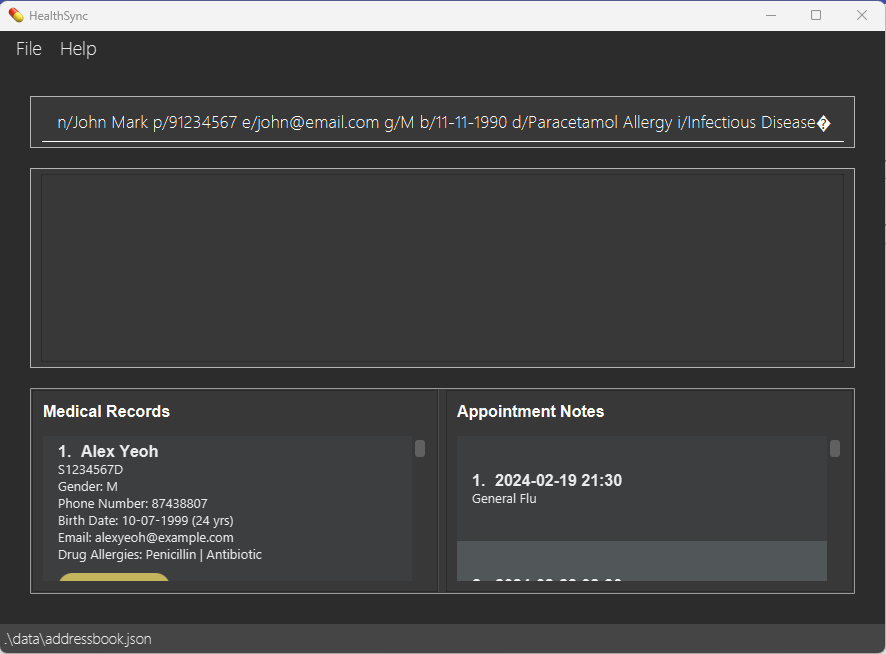 HealthSync
File Help
n/John Mark p/91234567 e/john@email.com g/M b/11-11-1990 d/Paracetamol Allergy i/Infectious Disease�
Medical Records
1. Alex Yeoh
S1234567D
Gender: M
Phone Number: 87438807
Birth Date: 10-07-1999 (24 yrs)
Email: alexyeoh@example.com
Drug Allergies: Penicillin | Antibiotic
Appointment Notes
1. 2024-02-19 21:30
General Flu
.\data\addressbook.json